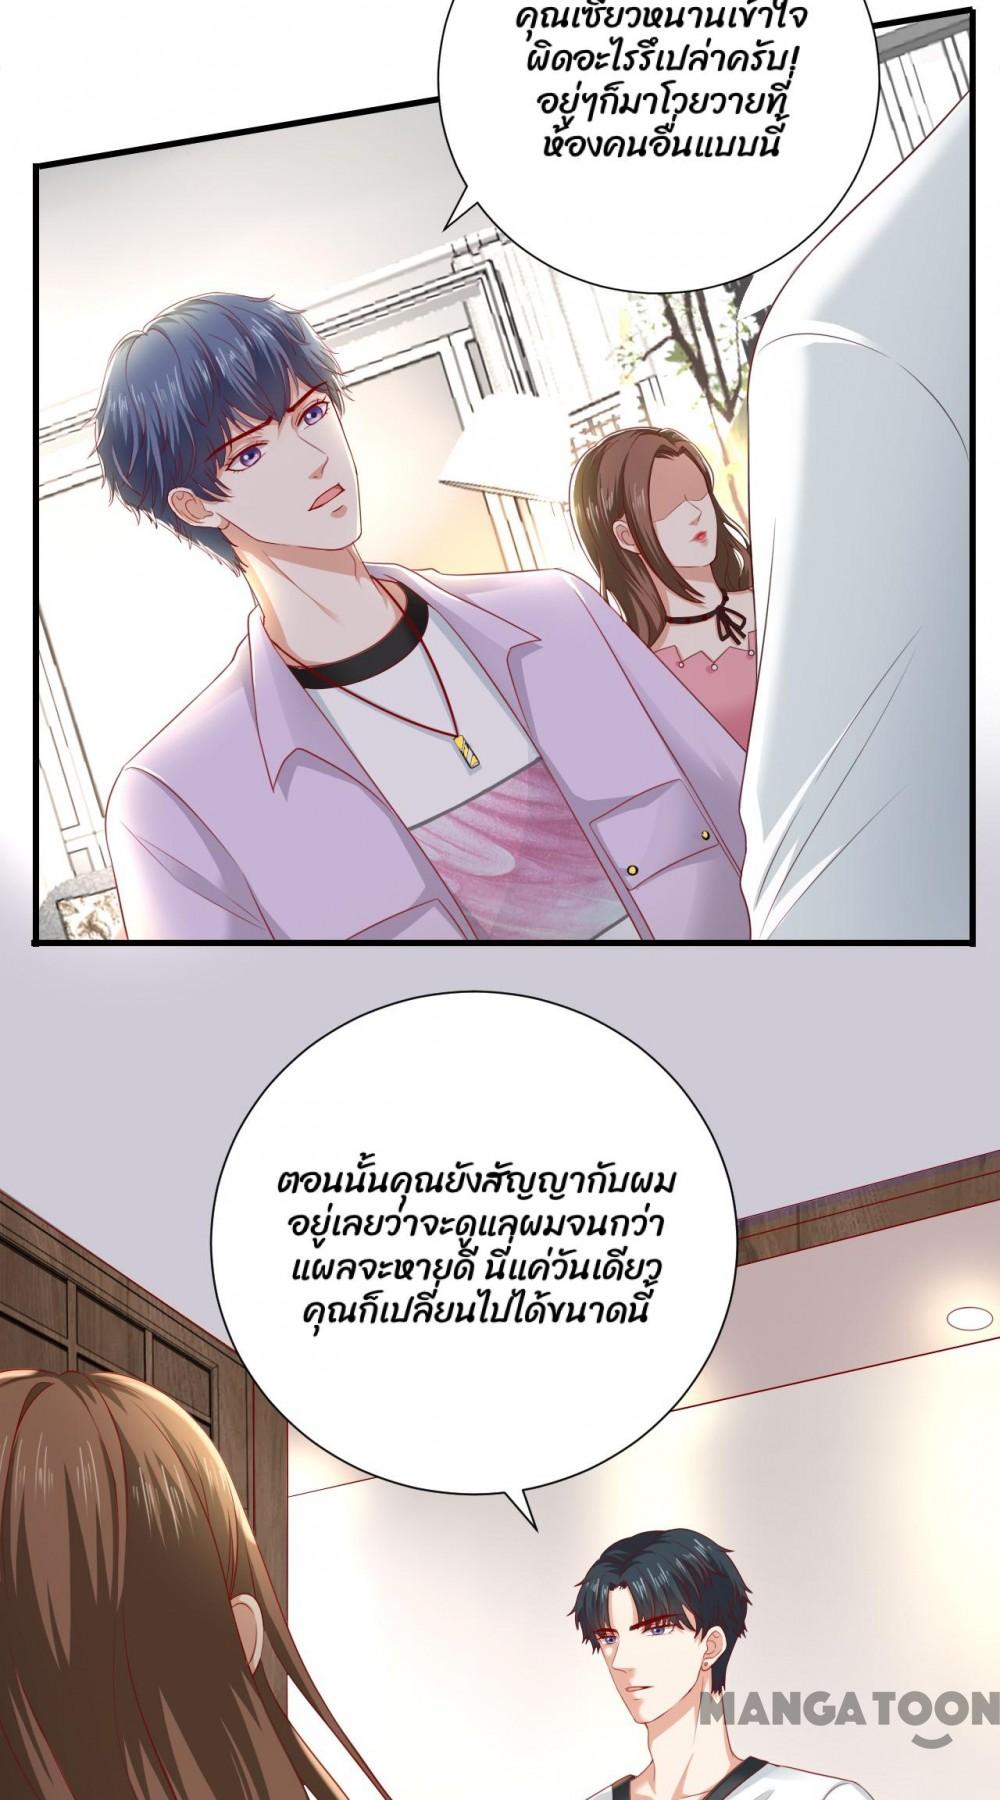 คุณเซียวหนานเข้าใจ
ผิดอะไรรึเปล่าครับ!
อยู่ๆก็มาโวยวายที่
ห้องคนอื่นแบบนี้
ตอนนั้นคุณยังสัญญากับผม
อยู่เลยว่าจะดูแลผมจนกว่า
แผลจะหายดี นี่แค่วันเดียว
คุณก็เปลี่ยนไปได้ขนาดนี้
MANGATOON